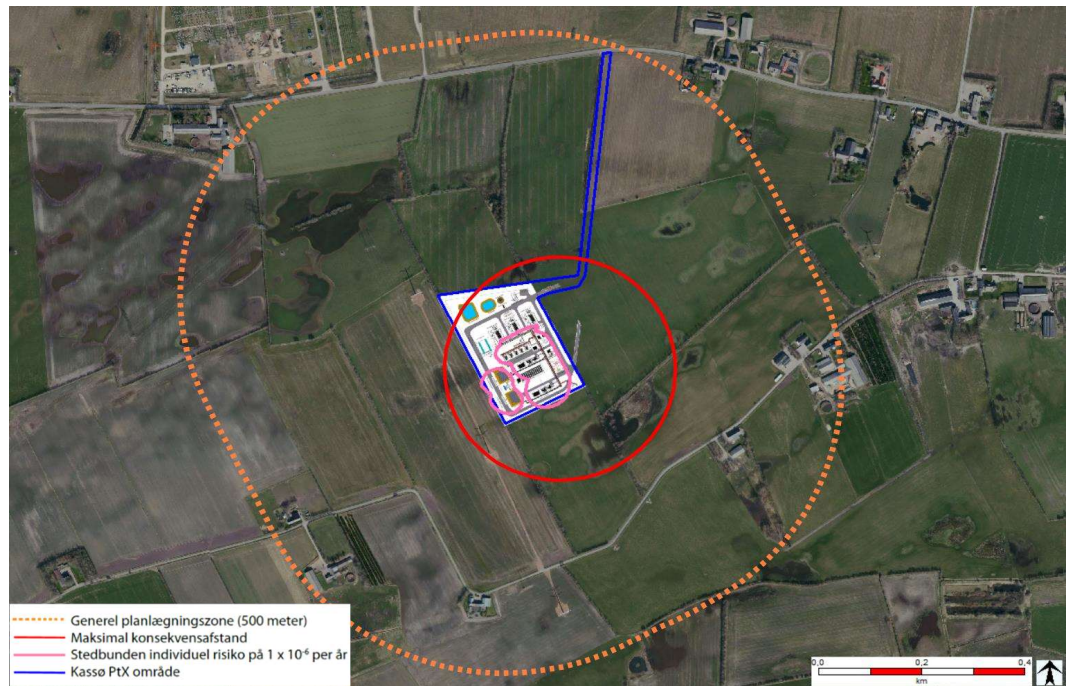 Generel planlægningszone (500 meter)
Maksimal konsekvensafstand
Stedbunden individuel risiko på 1 x 10⁻⁶ per år
Kassø PtX område
0,0 0,2 0,4
km